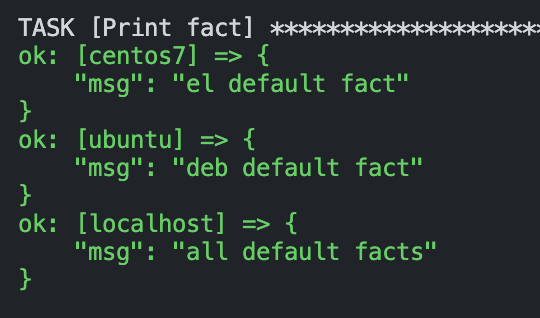 TASK [Print fact] *******************
ok: [centos7] => {
    "msg": "el default fact"
}
ok: [ubuntu] => {
    "msg": "deb default fact"
}
ok: [localhost] => {
    "msg": "all default facts"
}